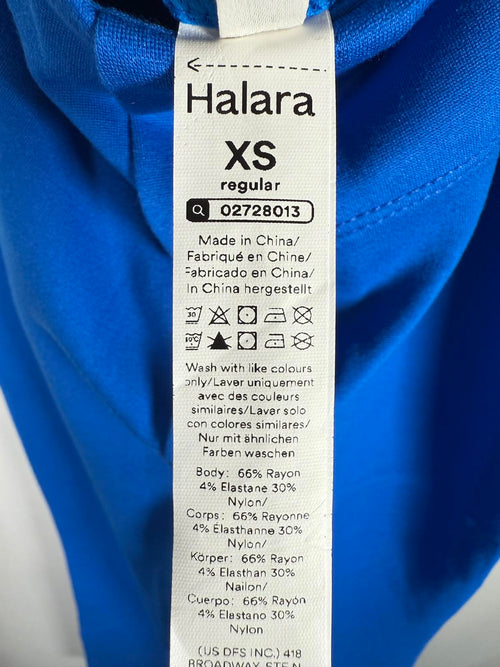 Halara
XS
regular
02728013
Made in China/
Fabriqué en Chine/
Fabricado en China/
In China hergestellt
30
Wash with like colours
only/Laver uniquement
avec des couleurs
similaires/Lavar solo
con colores similares/
Nur mit ähnlichen
Farben waschen
Body: 66% Rayon
4% Elastane 30%
Nylon/
Corps: 66% Rayonne
4% Élasthanne 30%
Nylon/
Körper: 66% Rayon
4% Elasthan 30%
Nailon/
Cuerpo: 66% Rayón
4% Elastano 30%
Nylon
(US DFS INC.) 418
BROADWAY, STE N